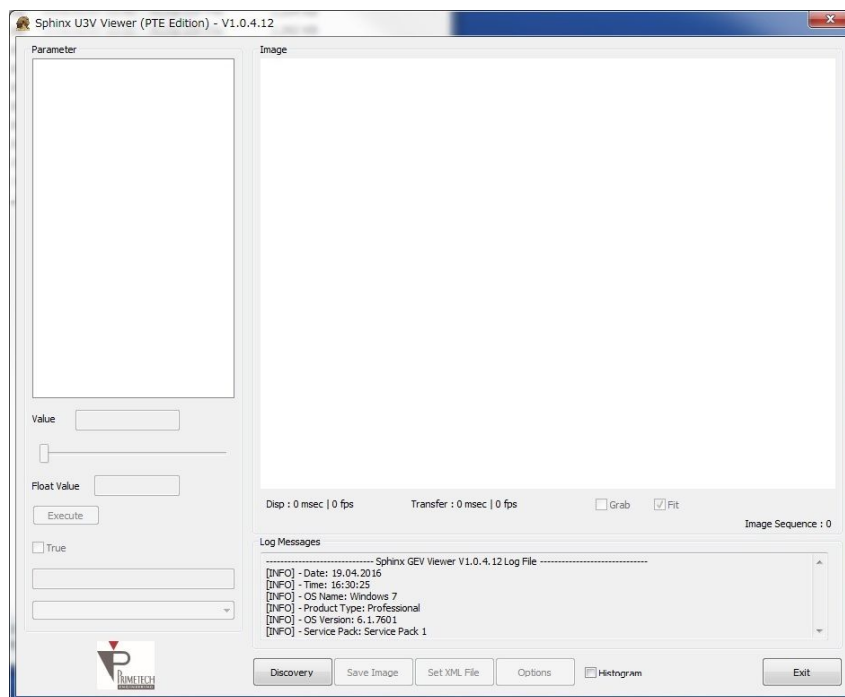 Sphinx U3V Viewer (PTE Edition) - V1.0.4.12
Parameter
Value
Float Value
Execute
True
Image
Disp : 0 msec | 0 fps
Transfer : 0 msec | 0 fps
Grab
Fit
Image Sequence : 0
Log Messages
------------------------------ Sphinx GEV Viewer V1.0.4.12 Log File ------------------------------
[INFO] - Date: 19.04.2016
[INFO] - Time: 16:30:25
[INFO] - OS Name: Windows 7
[INFO] - Product Type: Professional
[INFO] - OS Version: 6.1.7601
[INFO] - Service Pack: Service Pack 1
PRIMETECH
ENGINEERING
Discovery
Save Image
Set XML File
Options
Histogram
Exit